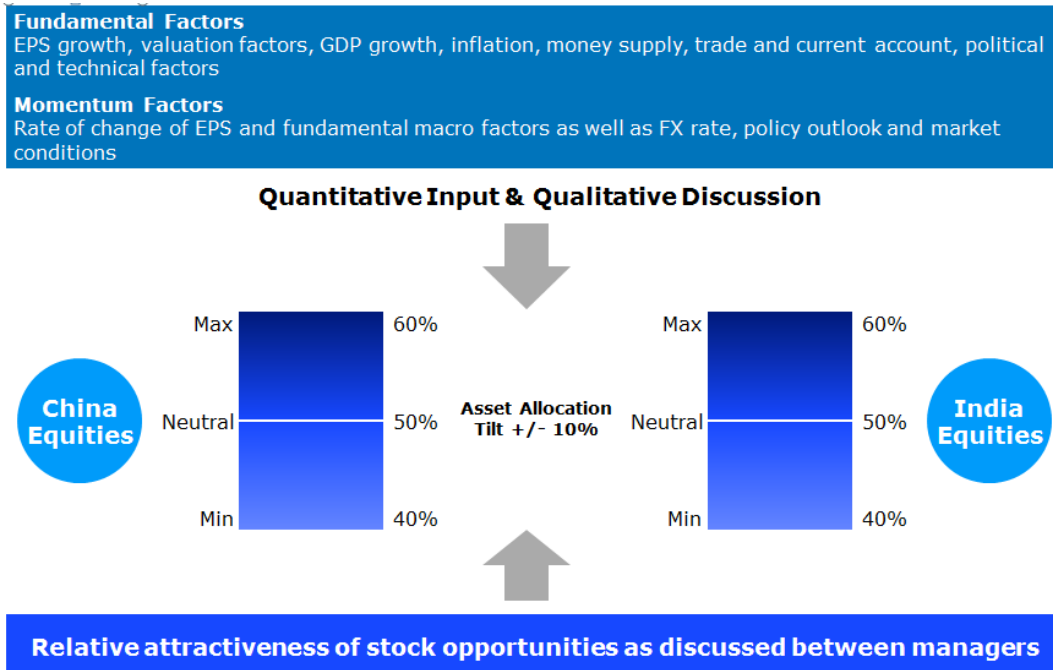 Fundamental Factors
EPS growth, valuation factors, GDP growth, inflation, money supply, trade and current account, political
and technical factors
Momentum Factors
Rate of change of EPS and fundamental macro factors as well as FX rate, policy outlook and market
conditions
Quantitative Input & Qualitative Discussion
Max
60%
China
Equities
Neutral
50%
Min
40%
Asset Allocation
Tilt +/- 10%
Max
60%
Neutral
50%
India
Equities
Min
40%
Relative attractiveness of stock opportunities as discussed between managers